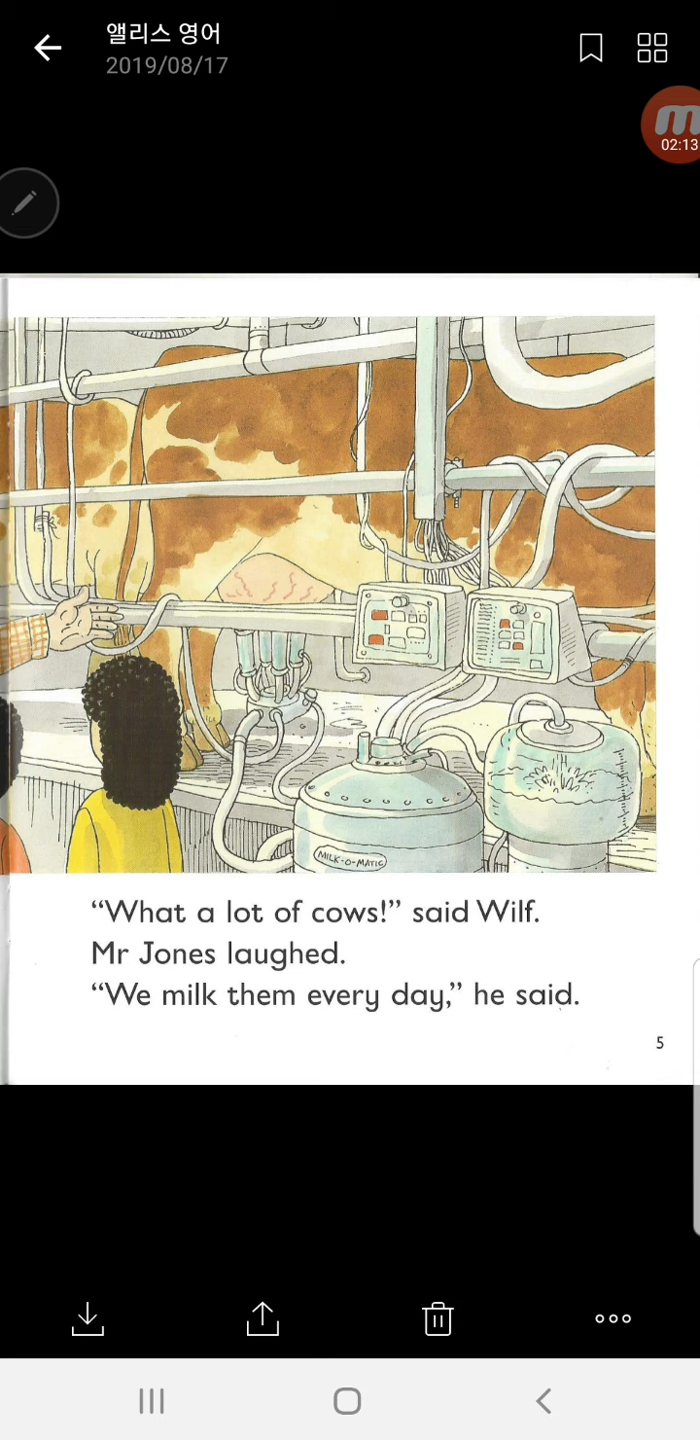 앨리스 영어
2019/08/17
02:13
MILK-O-MATIC
“What a lot of cows!” said Wilf.
Mr Jones laughed.
“We milk them every day,” he said.
5